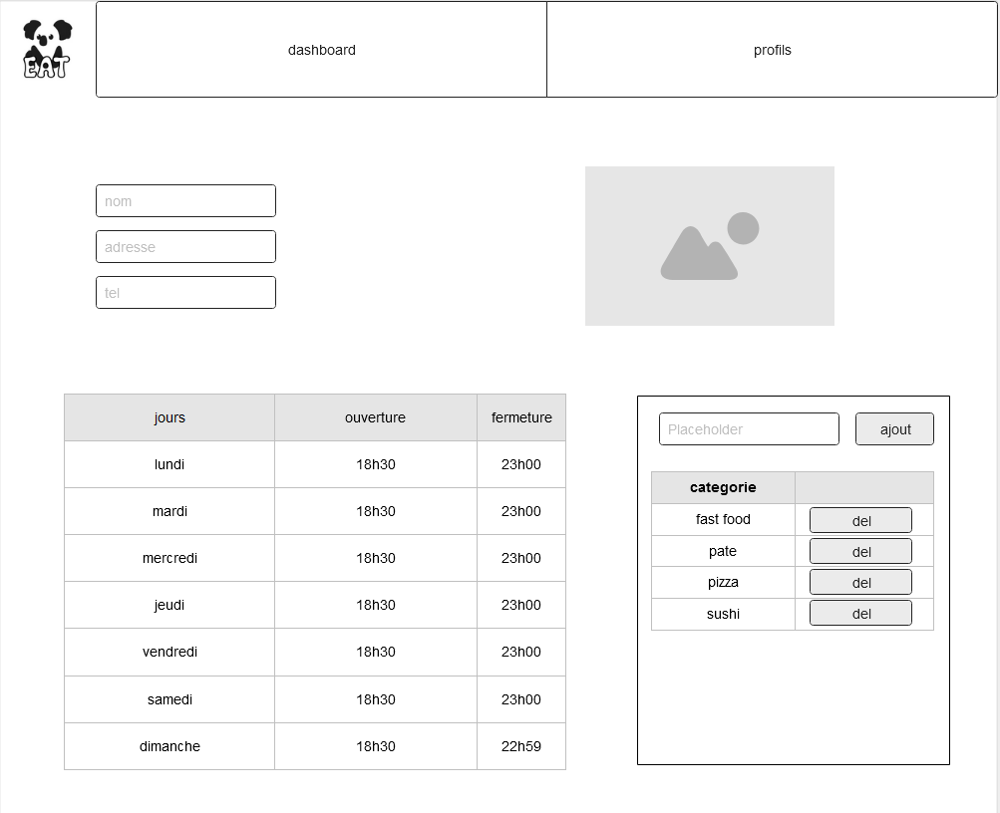 EAT
dashboard
profils
nom
adresse
tel
jours ouverture fermeture
lundi 18h30 23h00
mardi 18h30 23h00
mercredi 18h30 23h00
jeudi 18h30 23h00
vendredi 18h30 23h00
samedi 18h30 23h00
dimanche 18h30 22h59
Placeholder ajout
categorie
fast food del
pate del
pizza del
sushi del